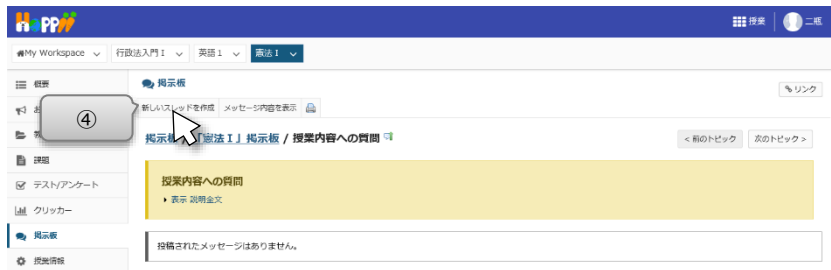 HoPPii
授業
二瓶
My Workspace
行政法入門Ⅰ
英語1
憲法Ⅰ
概要
掲示板
リンク
お
新しいスレッドを作成 メッセージ内容を表示
④
教
掲示板 「憲法Ⅰ」掲示板 / 授業内容への質問
< 前のトピック
次のトピック >
課題
テスト/アンケート
授業内容への質問
表示 説明全文
クリッカー
掲示板
投稿されたメッセージはありません。
授業情報